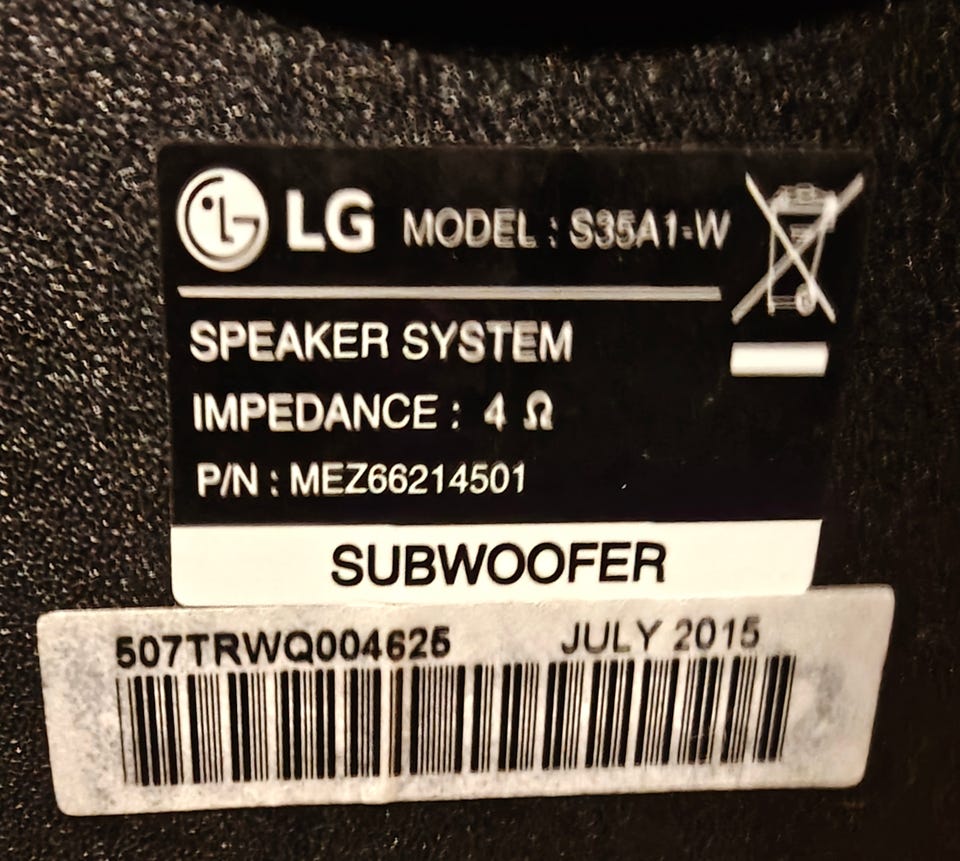 LG MODEL : S35A1-W
SPEAKER SYSTEM
IMPEDANCE : 4 Ω
P/N : MEZ66214501
SUBWOOFER
507TRWQ004625 JULY 2015